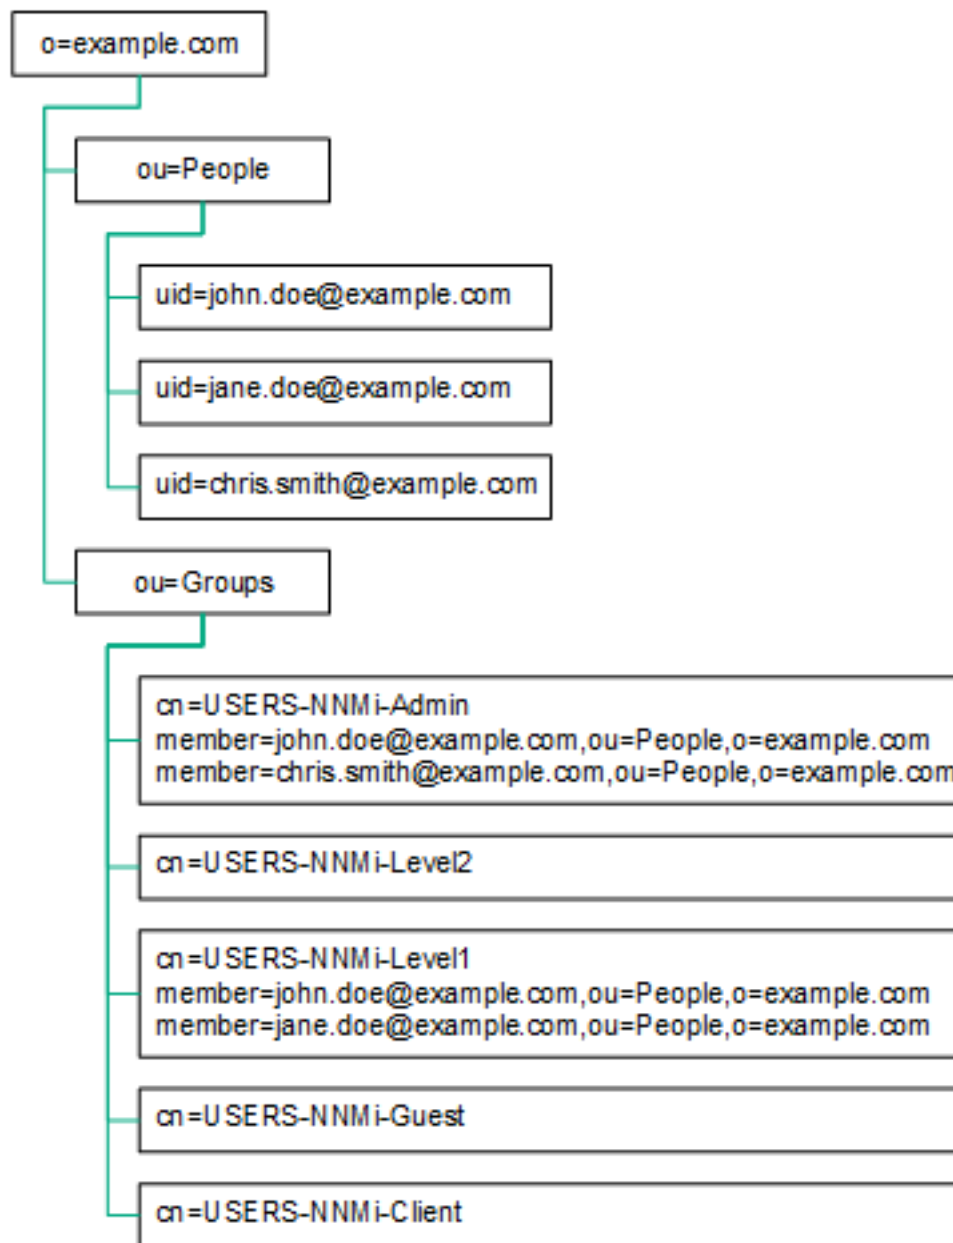 o=example.com
ou=People
uid=john.doe@example.com
uid=jane.doe@example.com
uid=chris.smith@example.com
ou=Groups
cn=USERS-NNMi-Admin
member=john.doe@example.com,ou=People,o=example.com
member=chris.smith@example.com,ou=People,o=example.com
cn=USERS-NNMi-Level2
cn=USERS-NNMi-Level1
member=john.doe@example.com,ou=People,o=example.com
member=jane.doe@example.com,ou=People,o=example.com
cn=USERS-NNMi-Guest
cn=USERS-NNMi-Client